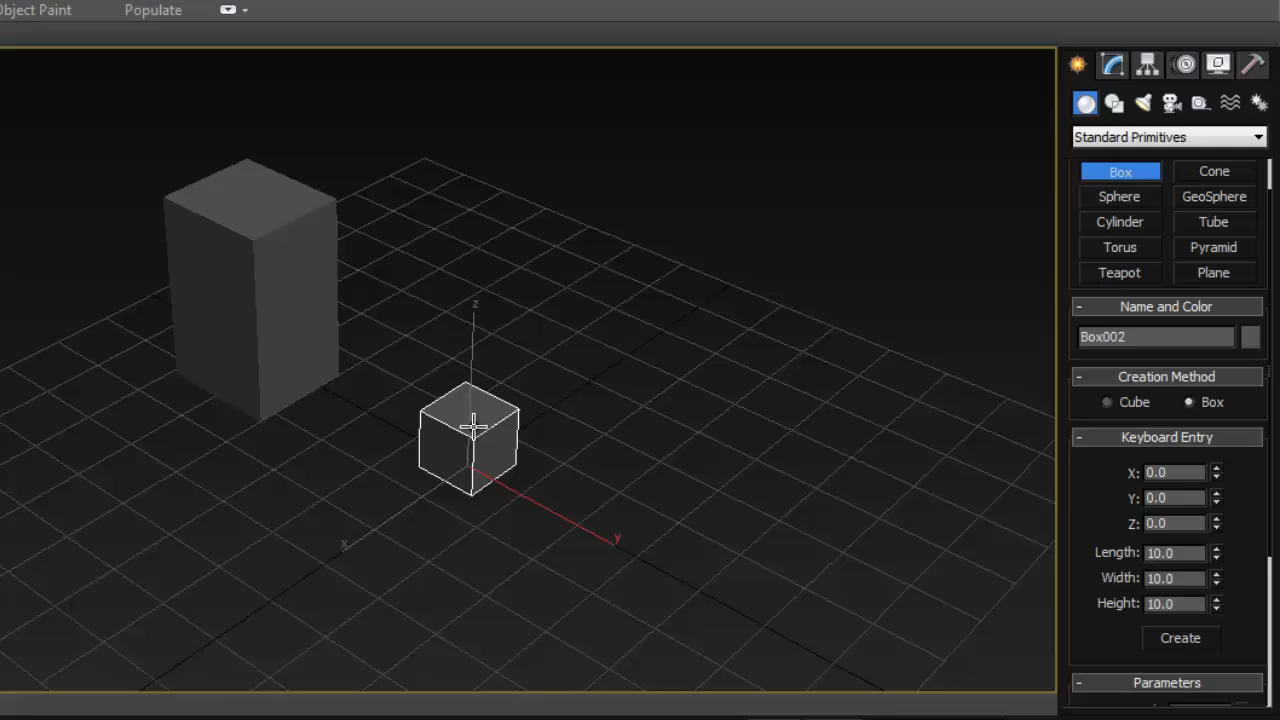 Object Paint Populate
Standard Primitives
Box Cone
Sphere GeoSphere
Cylinder Tube
Torus Pyramid
Teapot Plane
- Name and Color
Box002
- Creation Method
Cube Box
- Keyboard Entry
X: 0.0
Y: 0.0
Z: 0.0
Length: 10.0
Width: 10.0
Height: 10.0
Create
- Parameters
z
x
y